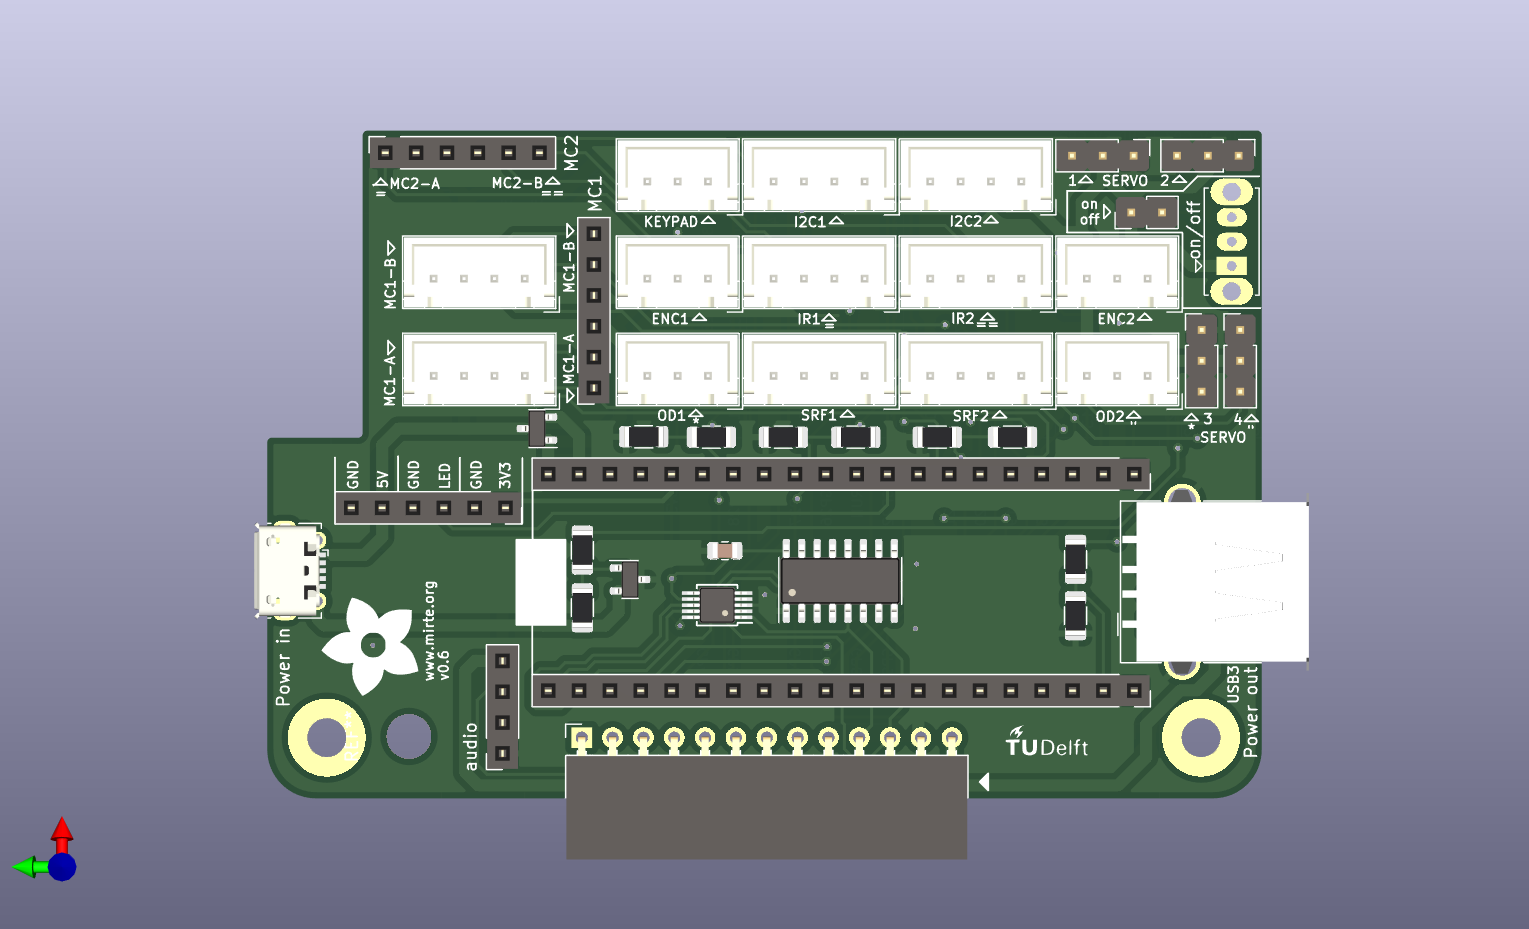 MC2
MC2-A
MC2-B
==
=
MC1
KEYPAD
I2C1
I2C2
1 SERVO 2
on
off
on/off
MC1-B
MC1-B
ENC1
IR1
=
IR2
==
ENC2
MC1-A
MC1-A
OD1
*
SRF1
SRF2
OD2
"
3
*
4
"
SERVO
GND
5V
GND
LED
GND
3V3
Power in
www.mirte.org
v0.6
audio
TUDelft
USB3
Power out